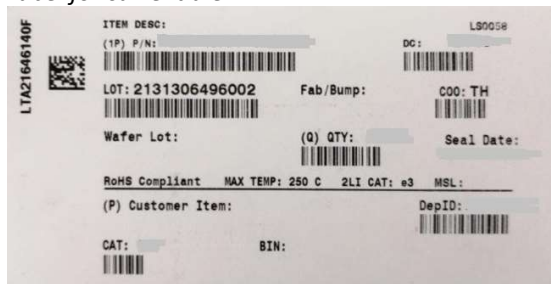 LTA21646140F
ITEM DESC:
LS0058
(1P) P/N:
DC:
LOT: 2131306496002
Fab/Bump:
COO: TH
Wafer Lot:
(Q) QTY:
Seal Date:
RoHS Compliant MAX TEMP: 250 C 2LI CAT: e3 MSL:
(P) Customer Item:
DepID:
CAT:
BIN: